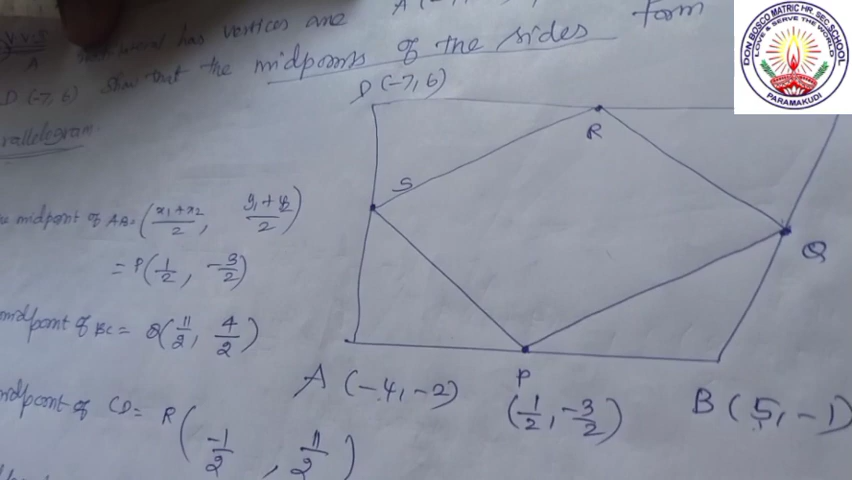 A (-
has vertices are
A
D (-7, 6) Show that the midpoints of the sides form
rallelogram.
D (-7, 6)
R
S
midpoint of AB = (x₁+x₂/2, y₁+y₂/2)
= P(1/2, -3/2)
Q
midpoint of BC = Q(11/2, 4/2)
A (-4, -2)
P
(1/2, -3/2)
B (5, -1)
midpoint of CD = R(-1/2, 11/2)
DON BOSCO MATRIC HR. SEC SCHOOL
LOVE & SERVE THE WORLD
PARAMAKUDI